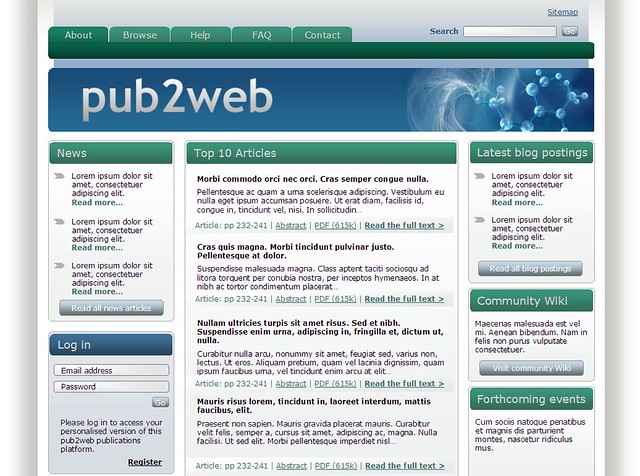 Sitemap
About Browse Help FAQ Contact
Search Go
pub2web
News
Lorem ipsum dolor sit
amet, consectetuer
adipiscing elit.
Read more...
Lorem ipsum dolor sit
amet, consectetuer
adipiscing elit.
Read more...
Lorem ipsum dolor sit
amet, consectetuer
adipiscing elit.
Read more...
Read all news articles
Log in
Email address
Password
Go
Please log in to access your
personalised version of this
pub2web publications
platform.
Register
Top 10 Articles
Morbi commodo orci nec orci. Cras semper congue nulla.
Pellentesque ac quam a urna scelerisque adipiscing. Vestibulum eu
nulla eget ipsum accumsan posuere. Ut erat diam, facilisis id,
congue in, tincidunt vel, nisi. In sollicitudin...
Article: pp 232-241 | Abstract | PDF (615k) | Read the full text >
Cras quis magna. Morbi tincidunt pulvinar justo.
Pellentesque at dolor.
Suspendisse malesuada magna. Class aptent taciti sociosqu ad
litora torquent per conubia nostra, per inceptos hymenaeos. In at
nibh ac tortor condimentum placerat...
Article: pp 232-241 | Abstract | PDF (615k) | Read the full text >
Nullam ultricies turpis sit amet risus. Sed et nibh.
Suspendisse enim urna, adipiscing in, fringilla et, dictum ut,
nulla.
Curabitur nulla arcu, nonummy sit amet, feugiat sed, varius non,
lectus. Ut eros. Aliquam pretium, quam vel lacinia dignissim, quam
ipsum faucibus urna, vel tincidunt enim arcu at elit...
Article: pp 232-241 | Abstract | PDF (615k) | Read the full text >
Mauris risus lorem, tincidunt in, laoreet interdum, mattis
faucibus, elit.
Praesent non sapien. Mauris gravida placerat mauris. Curabitur
velit felis, semper a, cursus sit amet, adipiscing ac, magna. Nulla
facilisi. Ut sed elit. Morbi pellentesque imperdiet nisl...
Article: pp 232-241 | Abstract | PDF (615k) | Read the full text >
Latest blog postings
Lorem ipsum dolor sit
amet, consectetuer
adipiscing elit.
Read more...
Lorem ipsum dolor sit
amet, consectetuer
adipiscing elit.
Read more...
Read all blog postings
Community Wiki
Maecenas malesuada est vel
mi. Aenean bibendum. Nam in
felis non purus vulputate
consectetuer.
Visit community Wiki
Forthcoming events
Cum sociis natoque penatibus
et magnis dis parturient
montes, nascetur ridiculus
mus.